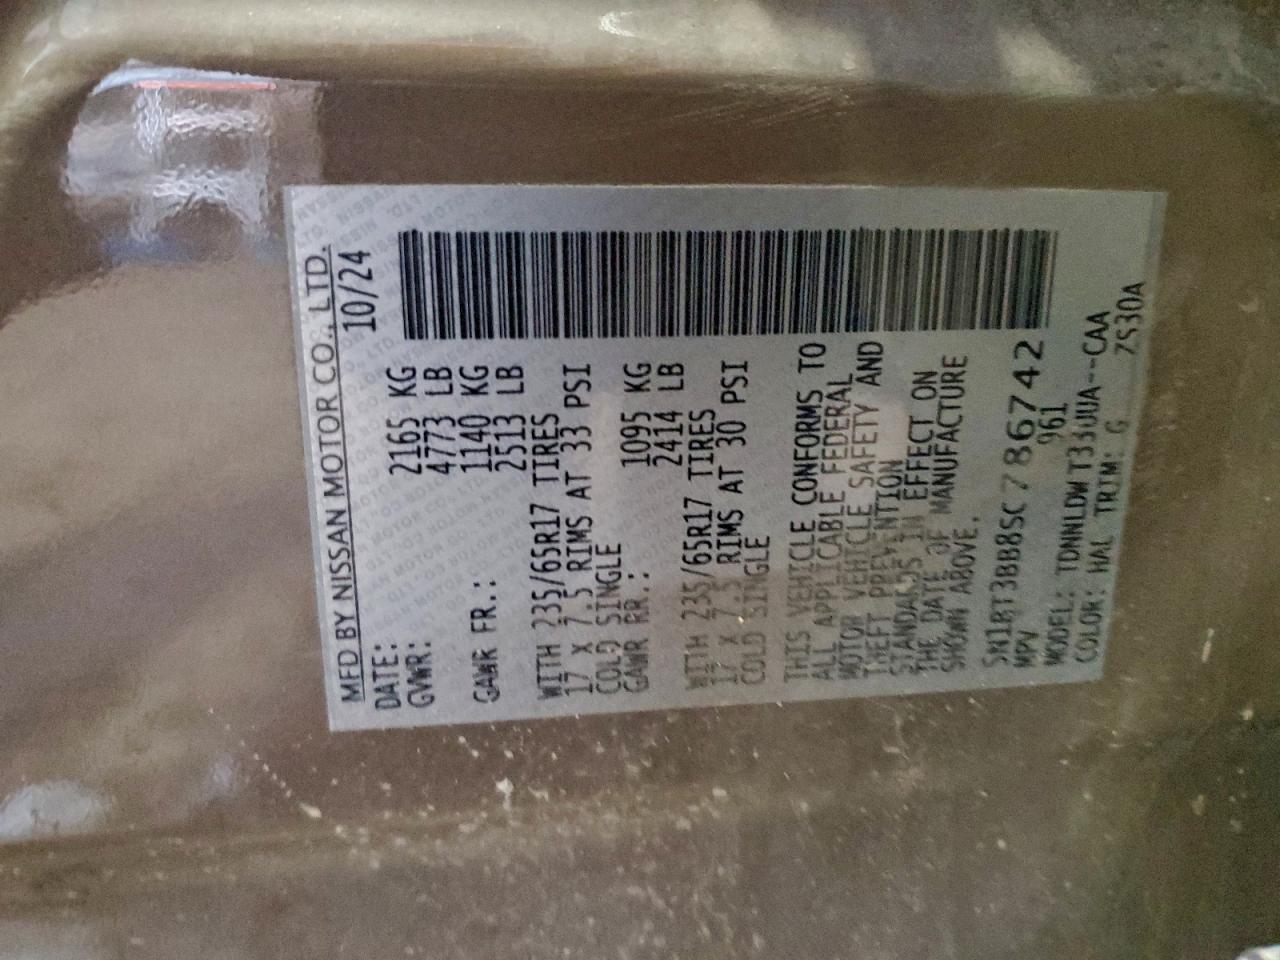 MFD BY NISSAN MOTOR CO., LTD.
DATE: 10/24
GVWR: 2165 KG
4773 LB
GAWR FR.: 1140 KG
2513 LB
WITH 235/65R17 TIRES
17 X 7.5 RIMS AT 33 PSI
COLD SINGLE
GAWR RR.: 1095 KG
2414 LB
WITH 235/65R17 TIRES
17 X 7.5 RIMS AT 30 PSI
COLD SINGLE
THIS VEHICLE CONFORMS TO
ALL APPLICABLE FEDERAL
MOTOR VEHICLE SAFETY AND
THEFT PREVENTION
STANDARDS IN EFFECT ON
THE DATE OF MANUFACTURE
SHOWN ABOVE.
5N1BT3BB8SC786742
MPV 961
MODEL: TDNNLDWT33UUA--CAA
COLOR: HAL TRIM: G ZS30A